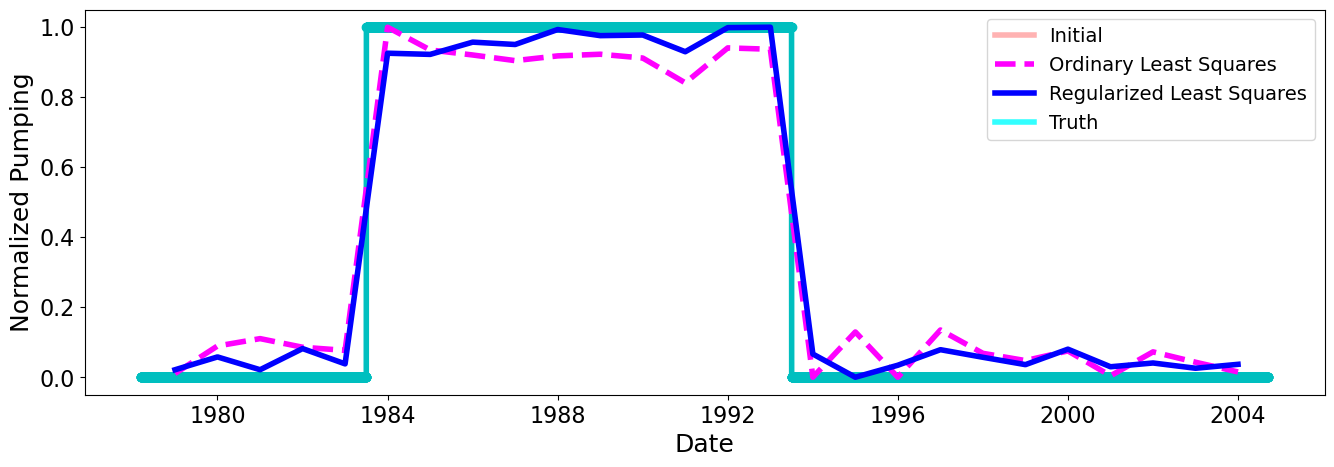 1.0
0.8
0.6
0.4
0.2
0.0
Normalized Pumping
Initial
Ordinary Least Squares
Regularized Least Squares
Truth
1980 1984 1988 1992 1996 2000 2004
Date